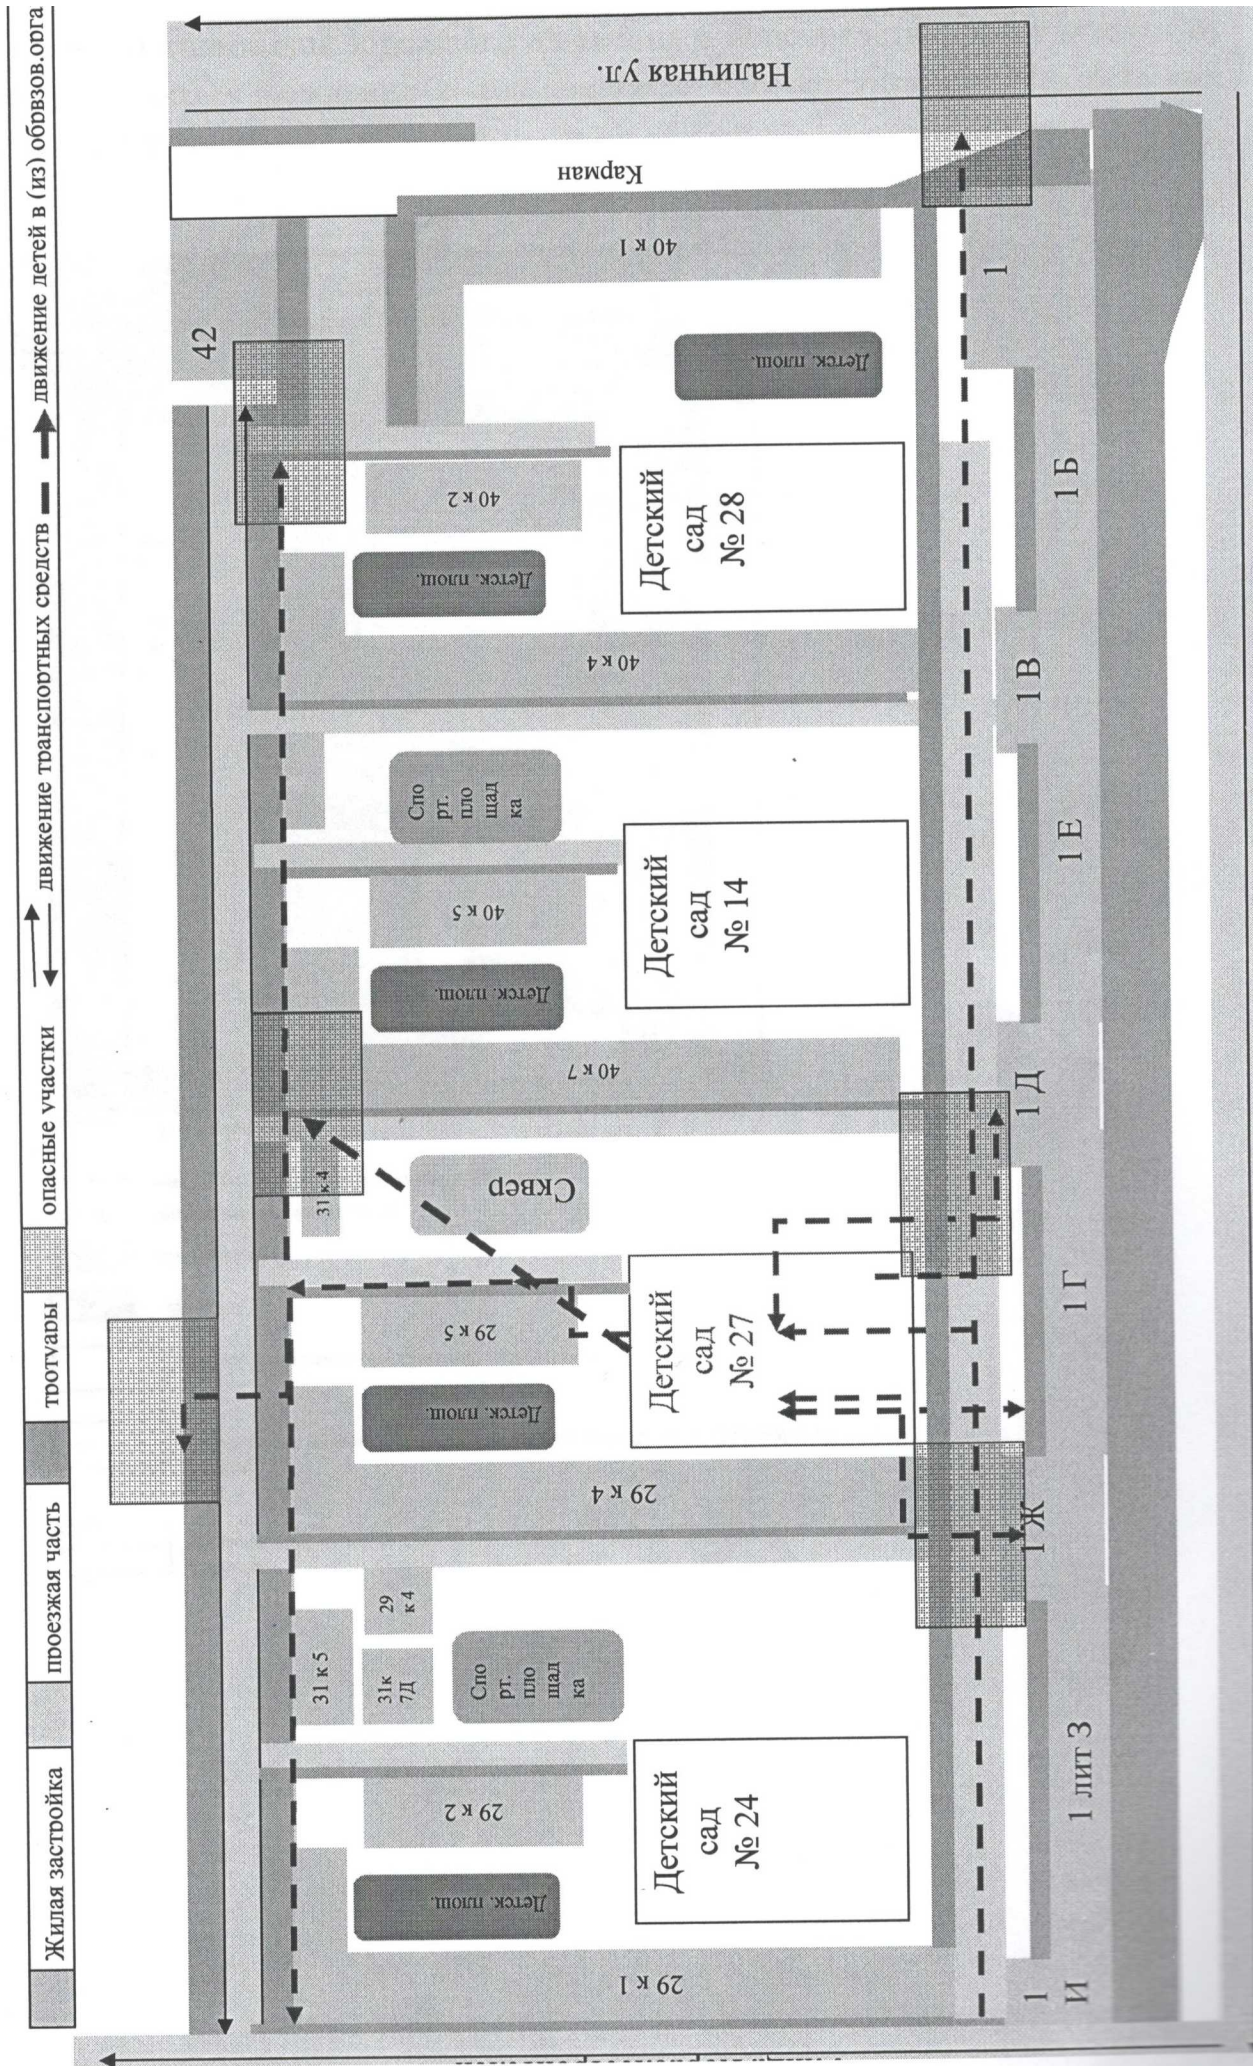 Жилая застройка
проезжая часть
тротуары
опасные участки
движение транспортных средств
движение детей в (из) образов.орга
Наличная ул.
Карман
42
40 к 1
Детск. площ.
1
40 к 2
Детск. площ.
Детский
сад
№ 28
1 Б
40 к 4
1 В
Спо
рт.
пло
щад
ка
40 к 5
Детск. площ.
Детский
сад
№ 14
1 Е
40 к 7
1 Д
31 к 4
Сквер
29 к 5
Детск. площ.
Детский
сад
№ 27
1 Г
29 к 4
1 Ж
31 к 5
29
к 4
31к
7Д
Спо
рт.
пло
щад
ка
29 к 2
Детск. площ.
Детский
сад
№ 24
1 лит З
29 к 1
1
И